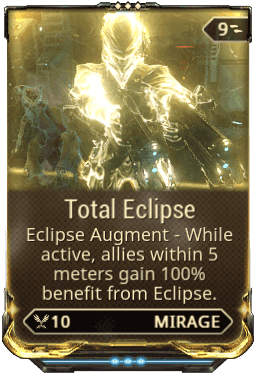 9
Total Eclipse
Eclipse Augment - While
active, allies within 5
meters gain 100%
benefit from Eclipse.
10 MIRAGE